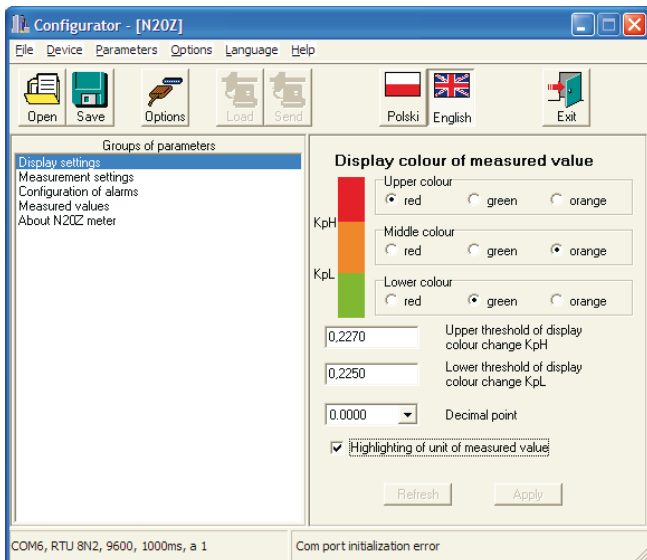 Configurator - [N20Z]
File Device Parameters Options Language Help
Open Save Options Load Send Polski English Exit
Groups of parameters
Display settings
Measurement settings
Configuration of alarms
Measured values
About N20Z meter
Display colour of measured value
Upper colour
red green orange
KpH
Middle colour
red green orange
KpL
Lower colour
red green orange
0,2270 Upper threshold of display
colour change KpH
0,2250 Lower threshold of display
colour change KpL
0.0000 Decimal point
Highlighting of unit of measured value
Refresh Apply
COM6, RTU 8N2, 9600, 1000ms, a 1 Com port initialization error